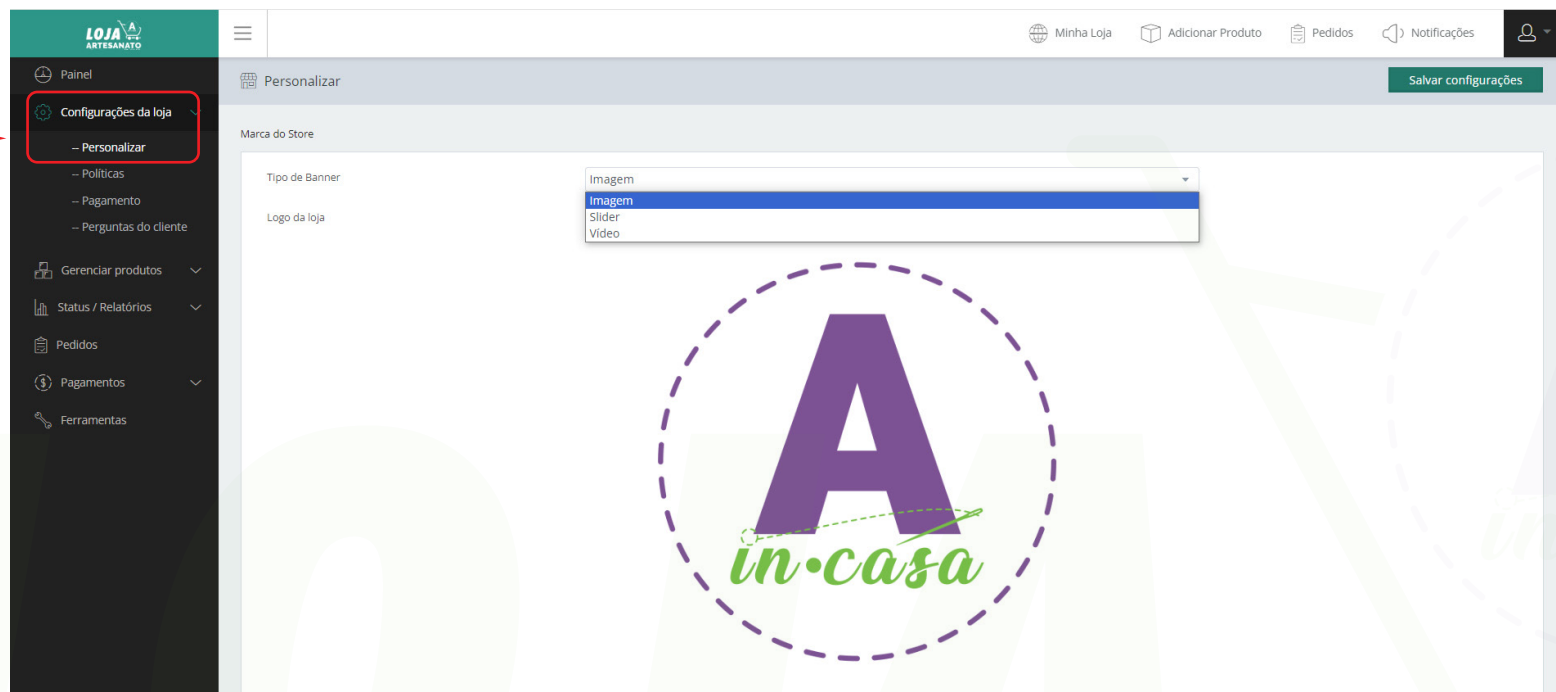 LOJA A
ARTESANATO
Minha Loja
Adicionar Produto
Pedidos
Notificações
Painel
Configurações da loja
-- Personalizar
-- Políticas
-- Pagamento
-- Perguntas do cliente
Gerenciar produtos
Status / Relatórios
Pedidos
Pagamentos
Ferramentas
Personalizar
Salvar configurações
Marca do Store
Tipo de Banner
Imagem
Imagem
Slider
Vídeo
Logo da loja
A
in•casa